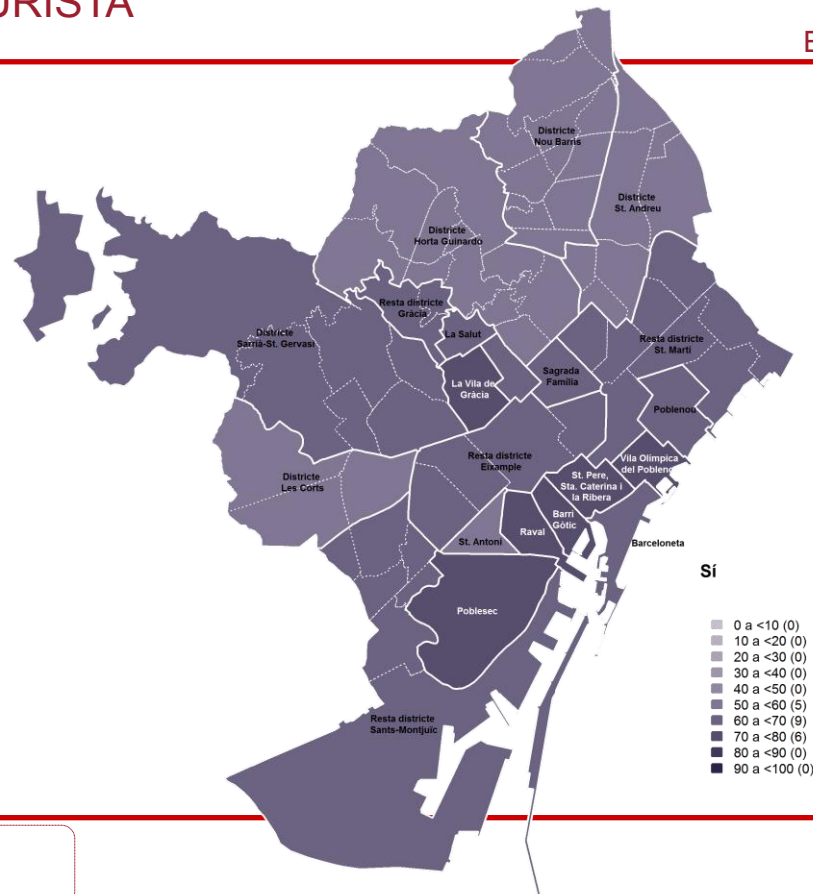 URISTA
E
Districte
Nou Barris
Districte
St. Andreu
Districte
Horta Guinardo
Resta districte
Gràcia
Districte
Sarrià-St. Gervasi
La Salut
Resta districte
St. Martí
Sagrada
Família
La Vila de
Gràcia
Poblenou
Resta districte
Eixample
Vila Olímpica
del Poblenou
Districte
Les Corts
St. Pere,
Sta. Caterina i
la Ribera
Barri
Gòtic
Raval
St. Antoni
Barceloneta
Sí
Poblesec
0 a <10 (0)
10 a <20 (0)
20 a <30 (0)
30 a <40 (0)
40 a <50 (0)
50 a <60 (5)
60 a <70 (9)
70 a <80 (6)
80 a <90 (0)
90 a <100 (0)
Resta districte
Sants-Montjuïc